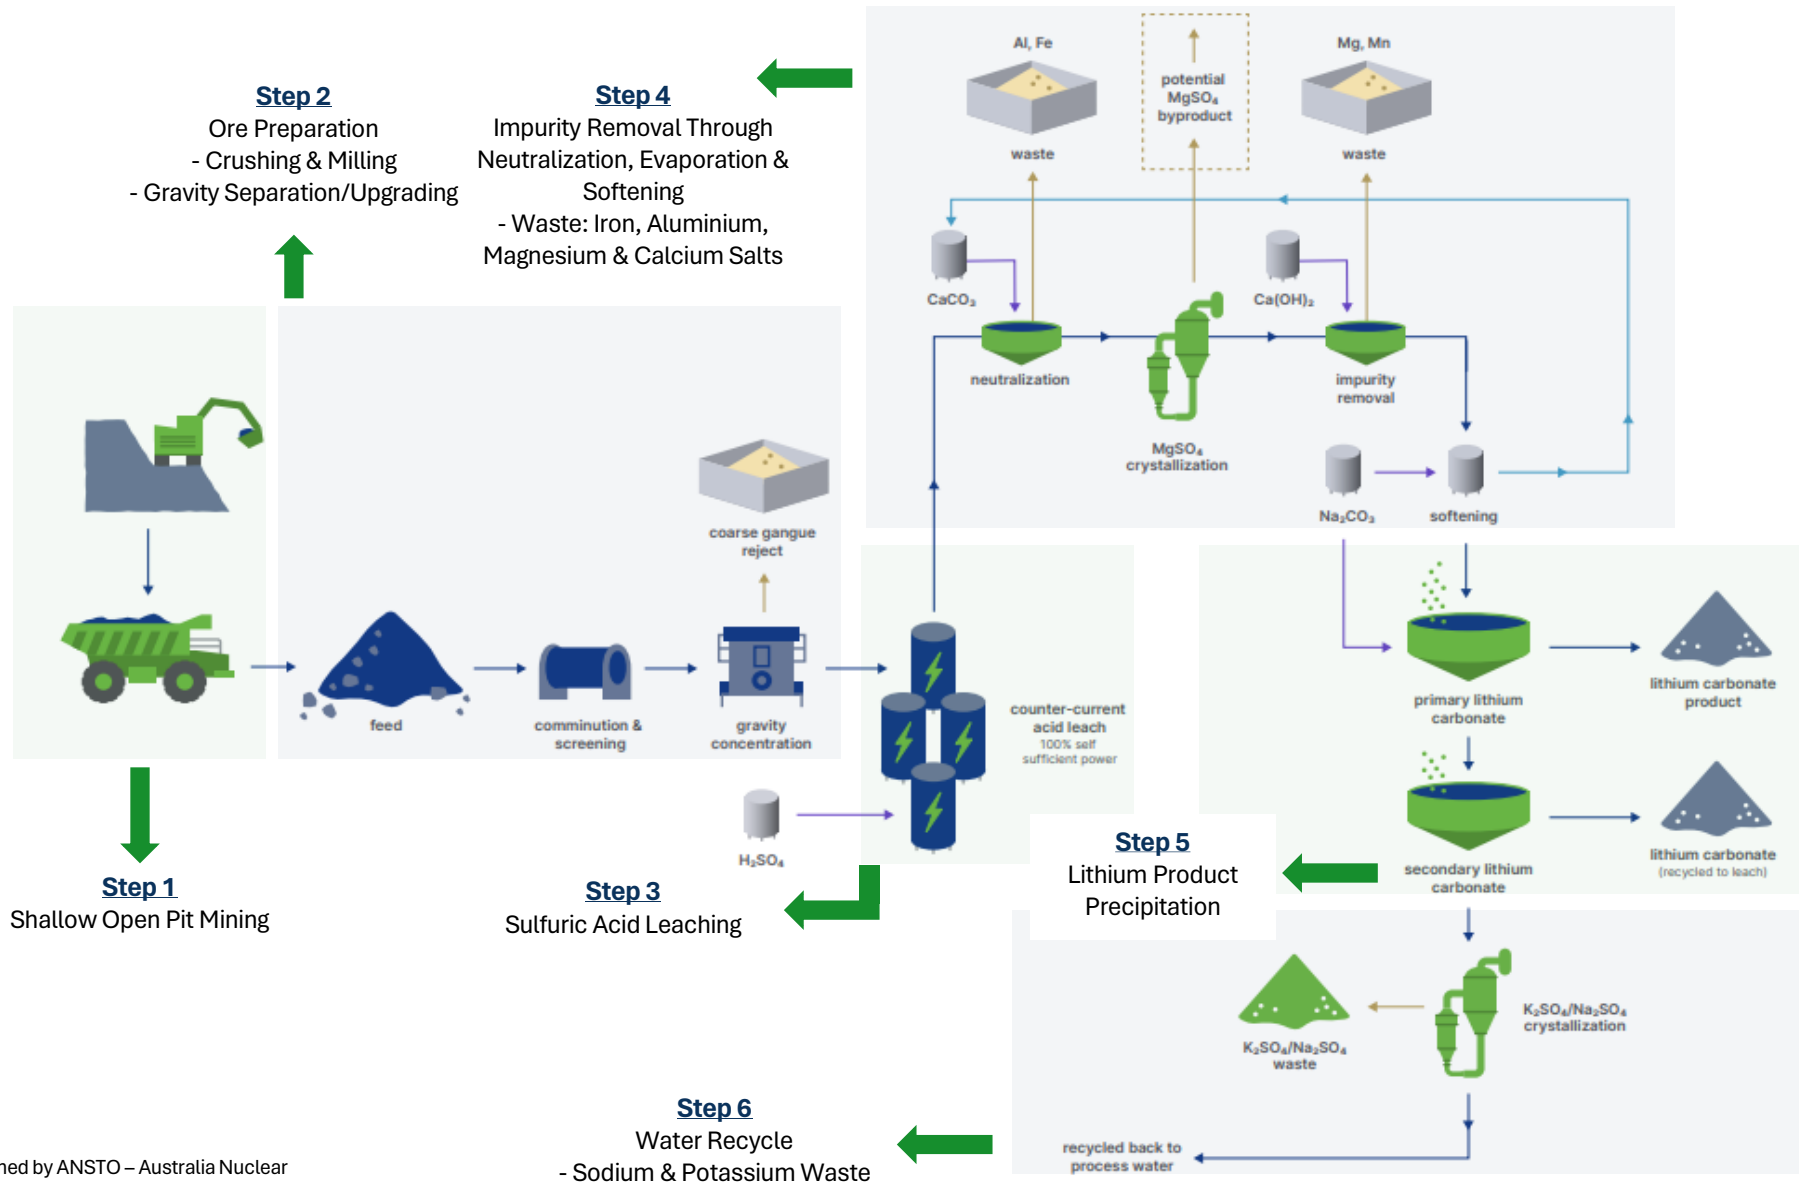 Step 2
Ore Preparation
- Crushing & Milling
- Gravity Separation/Upgrading
Step 4
Impurity Removal Through
Neutralization, Evaporation &
Softening
- Waste: Iron, Aluminium,
Magnesium & Calcium Salts
Al, Fe
waste
potential
MgSO₄
byproduct
Mg, Mn
waste
CaCO₃
neutralization
MgSO₄
crystallization
Ca(OH)₂
impurity
removal
Na₂CO₃
softening
coarse gangue
reject
feed
comminution &
screening
gravity
concentration
counter-current
acid leach
100% self
sufficient power
H₂SO₄
Step 1
Shallow Open Pit Mining
Step 3
Sulfuric Acid Leaching
primary lithium
carbonate
lithium carbonate
product
Step 5
Lithium Product
Precipitation
secondary lithium
carbonate
lithium carbonate
(recycled to leach)
K₂SO₄/Na₂SO₄
crystallization
K₂SO₄/Na₂SO₄
waste
Step 6
Water Recycle
- Sodium & Potassium Waste
recycled back to
process water
by ANSTO – Australia Nuclear